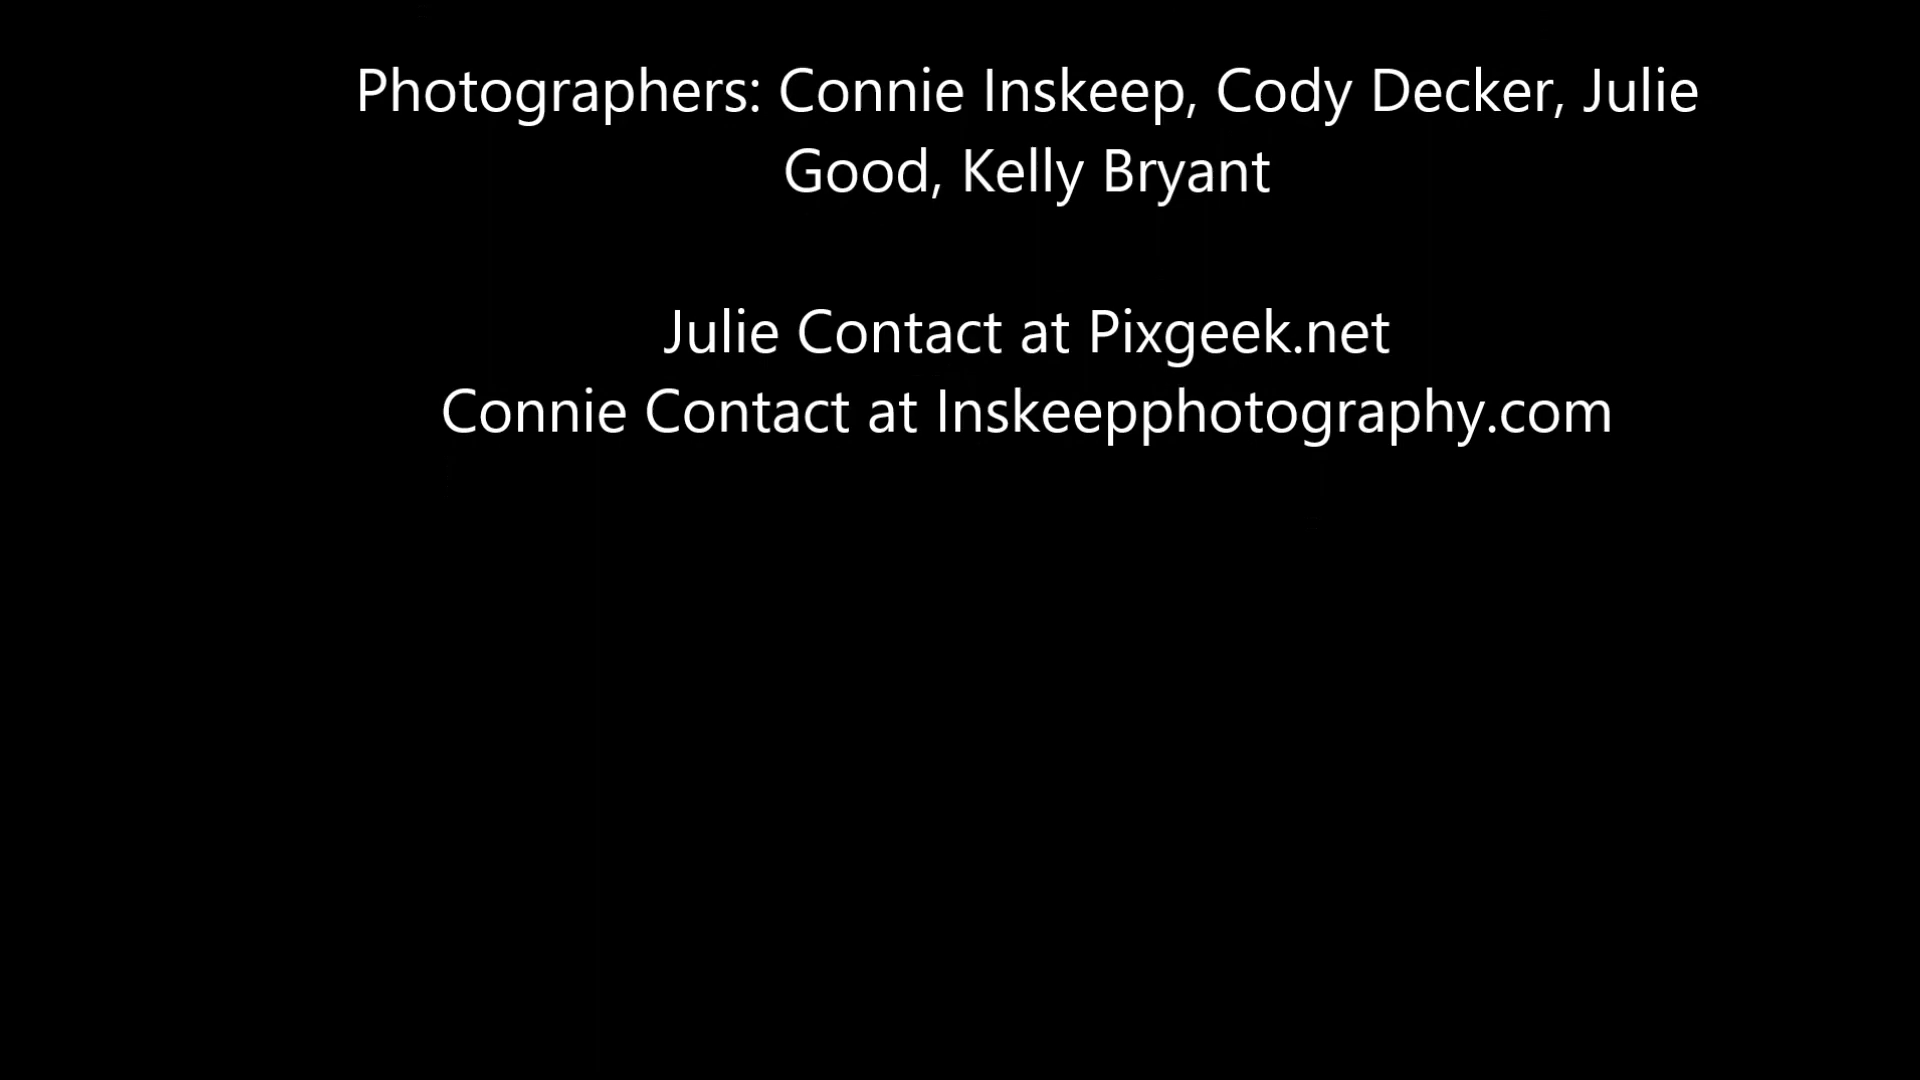 Photographers: Connie Inskeep, Cody Decker, Julie
Good, Kelly Bryant
Julie Contact at Pixgeek.net
Connie Contact at Inskeepphotography.com